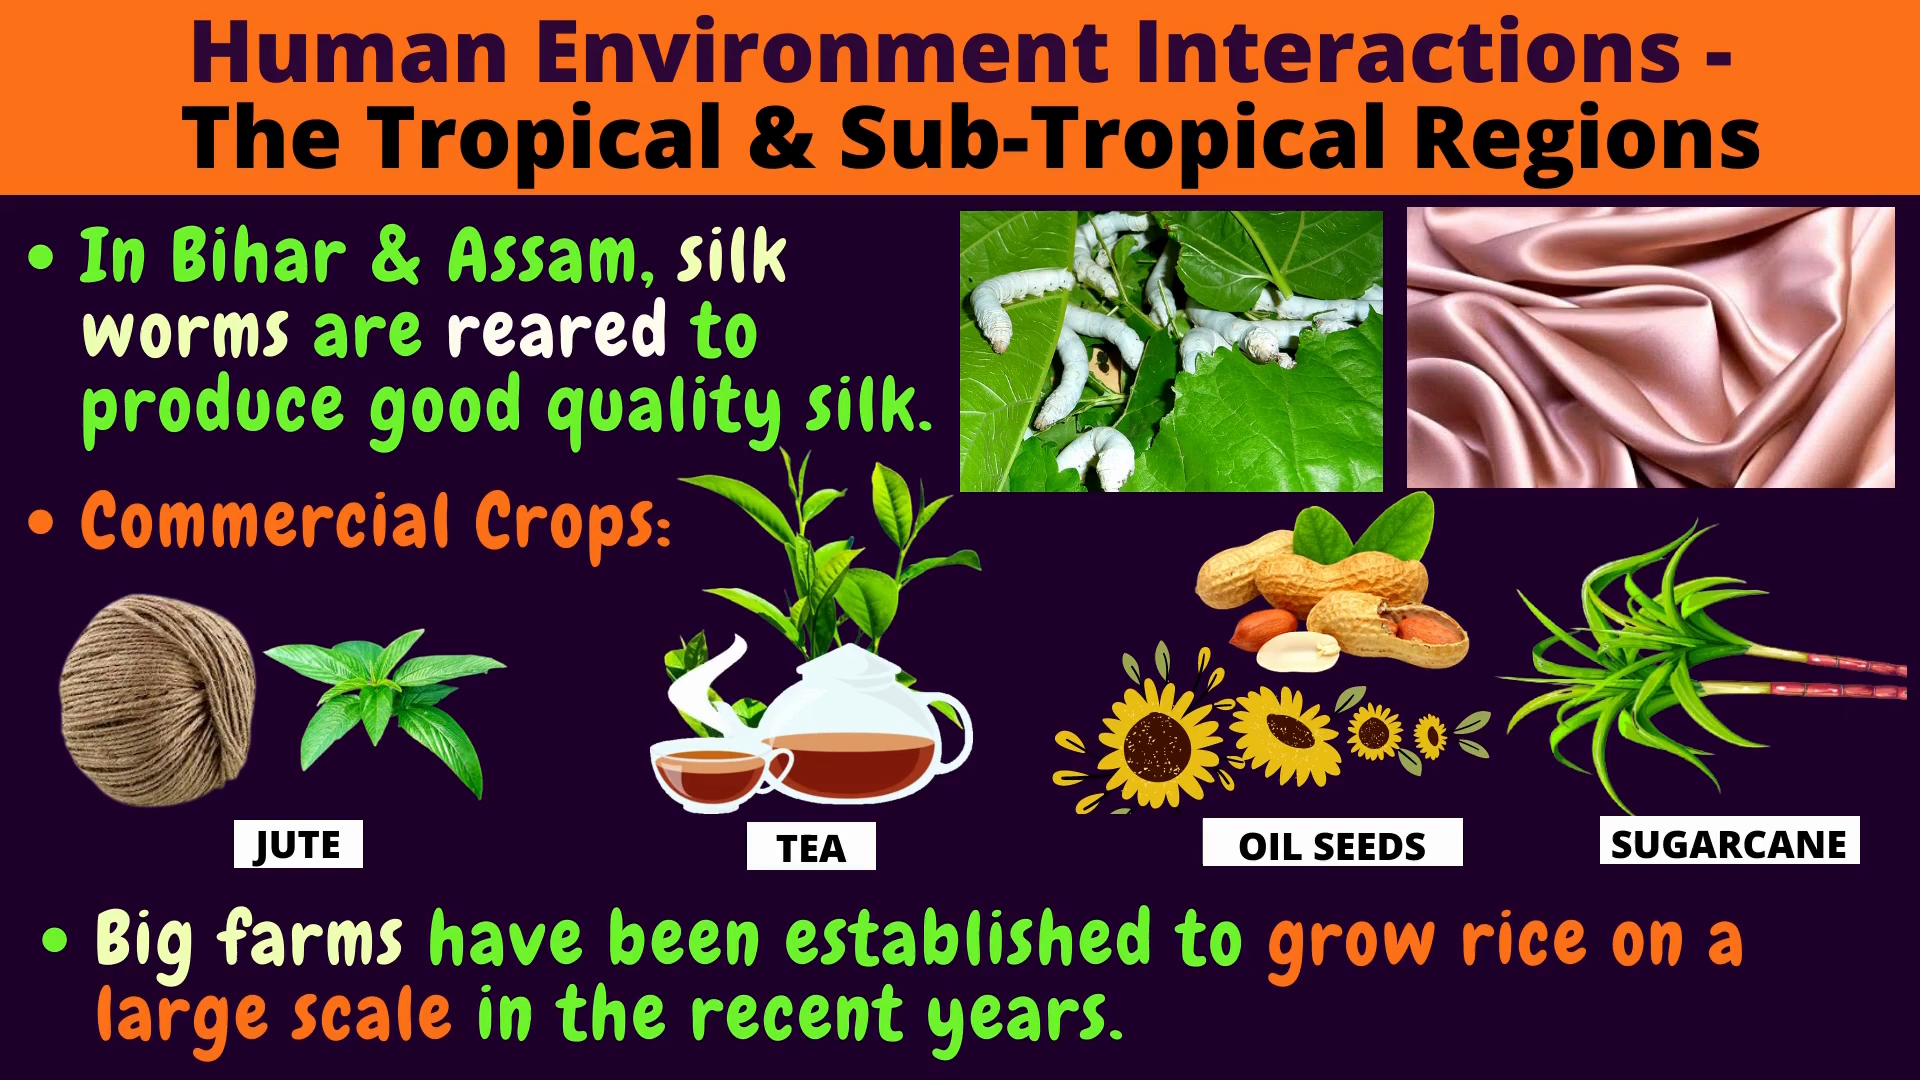 Human Environment Interactions -
The Tropical & Sub-Tropical Regions
• In Bihar & Assam, silk
worms are reared to
produce good quality silk.
• Commercial Crops:
JUTE
TEA
OIL SEEDS
SUGARCANE
• Big farms have been established to grow rice on a
large scale in the recent years.